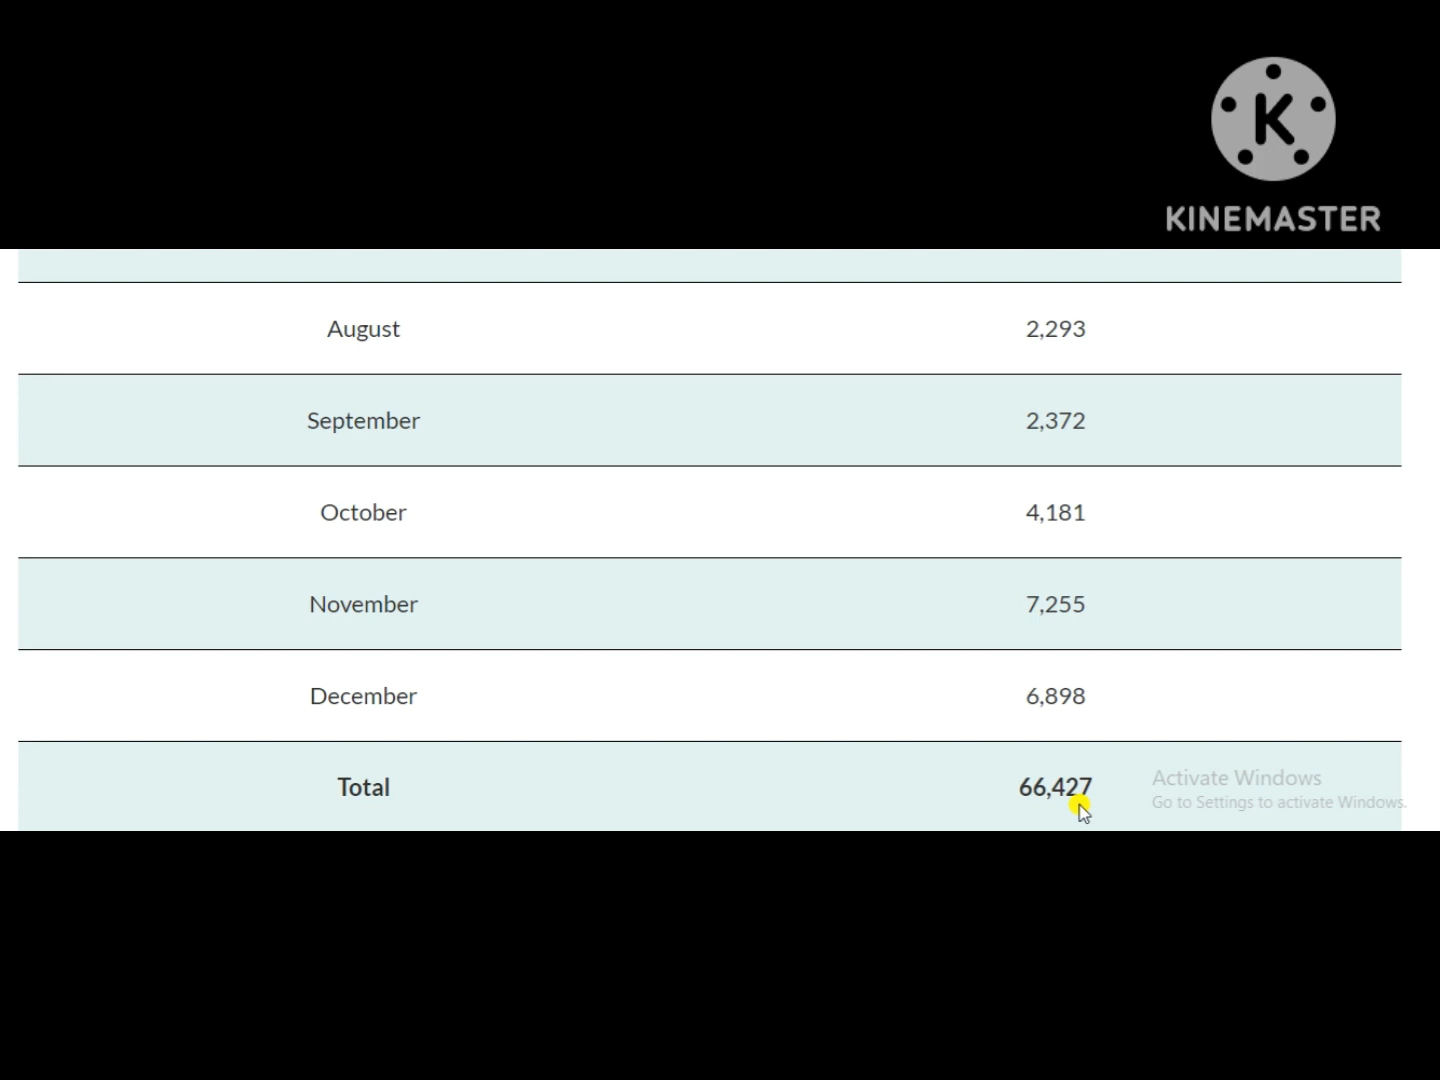 K
KINEMASTER
August 2,293
September 2,372
October 4,181
November 7,255
December 6,898
Total 66,427
Activate Windows
Go to Settings to activate Windows.